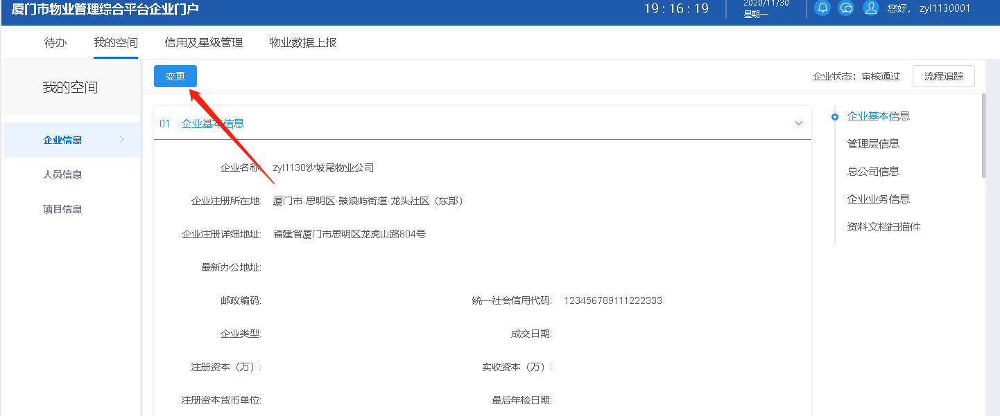 厦门市物业管理综合平台企业门户
19:16:19
2020/11/30
星期一
您好， zyl1130001
待办 我的空间 信用及星级管理 物业数据上报
我的空间
变更
企业状态：审核通过
流程追踪
企业信息
人员信息
项目信息
01 企业基本信息
企业名称: zyl1130沙坡尾物业公司
企业注册所在地: 厦门市·思明区·鼓浪屿街道·龙头社区（东部）
企业注册详细地址: 福建省厦门市思明区龙虎山路804号
最新办公地址:
邮政编码: 统一社会信用代码: 123456789111222333
企业类型: 成交日期:
注册资本（万）: 实收资本（万）:
注册资本货币单位: 最后年检日期:
企业基本信息
管理层信息
总公司信息
企业业务信息
资料文档扫描件